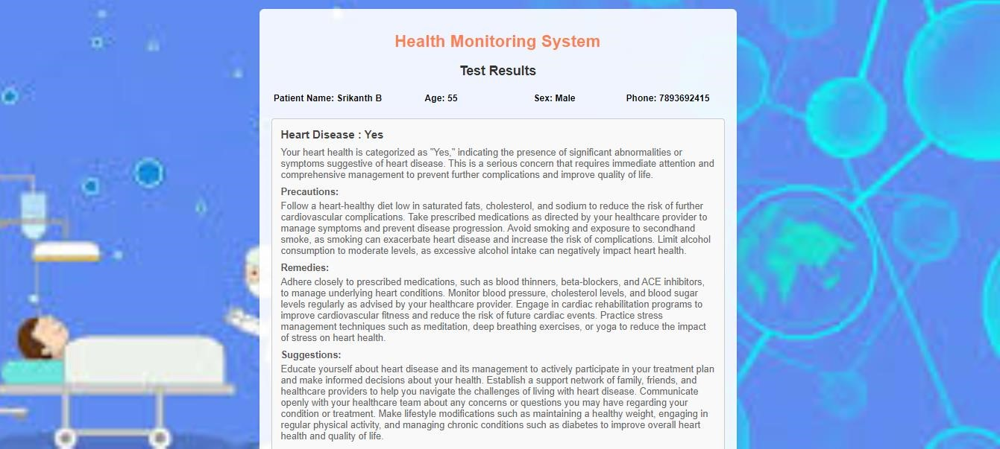 Health Monitoring System
Test Results
Patient Name: Srikanth B Age: 55 Sex: Male Phone: 7893692415
Heart Disease : Yes
Your heart health is categorized as "Yes," indicating the presence of significant abnormalities or
symptoms suggestive of heart disease. This is a serious concern that requires immediate attention and
comprehensive management to prevent further complications and improve quality of life.
Precautions:
Follow a heart-healthy diet low in saturated fats, cholesterol, and sodium to reduce the risk of further
cardiovascular complications. Take prescribed medications as directed by your healthcare provider to
manage symptoms and prevent disease progression. Avoid smoking and exposure to secondhand
smoke, as smoking can exacerbate heart disease and increase the risk of complications. Limit alcohol
consumption to moderate levels, as excessive alcohol intake can negatively impact heart health.
Remedies:
Adhere closely to prescribed medications, such as blood thinners, beta-blockers, and ACE inhibitors,
to manage underlying heart conditions. Monitor blood pressure, cholesterol levels, and blood sugar
levels regularly as advised by your healthcare provider. Engage in cardiac rehabilitation programs to
improve cardiovascular fitness and reduce the risk of future cardiac events. Practice stress
management techniques such as meditation, deep breathing exercises, or yoga to reduce the impact
of stress on heart health.
Suggestions:
Educate yourself about heart disease and its management to actively participate in your treatment plan
and make informed decisions about your health. Establish a support network of family, friends, and
healthcare providers to help you navigate the challenges of living with heart disease. Communicate
openly with your healthcare team about any concerns or questions you may have regarding your
condition or treatment. Make lifestyle modifications such as maintaining a healthy weight, engaging in
regular physical activity, and managing chronic conditions such as diabetes to improve overall heart
health and quality of life.